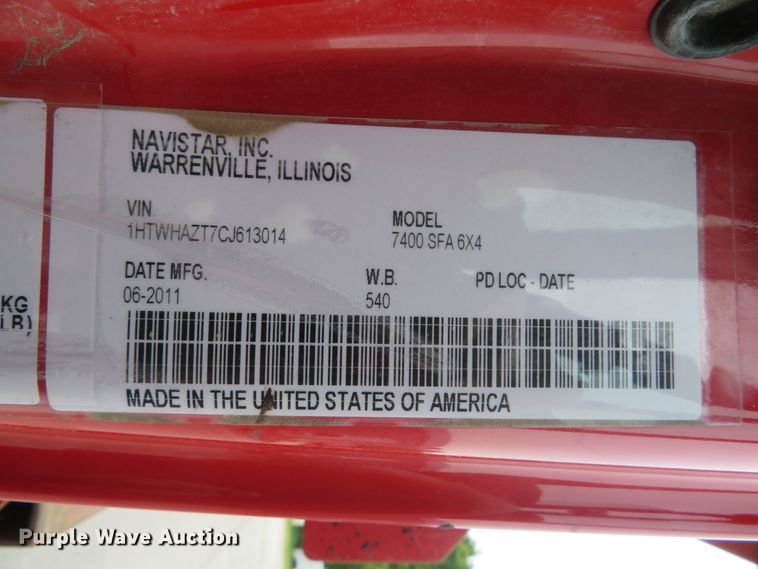 KG
LB)
NAVISTAR, INC.
WARRENVILLE, ILLINOIS
VIN
1HTWHAZT7CJ613014
MODEL
7400 SFA 6X4
DATE MFG.
06-2011
W.B.
540
PD LOC - DATE
MADE IN THE UNITED STATES OF AMERICA
Purple Wave Auction